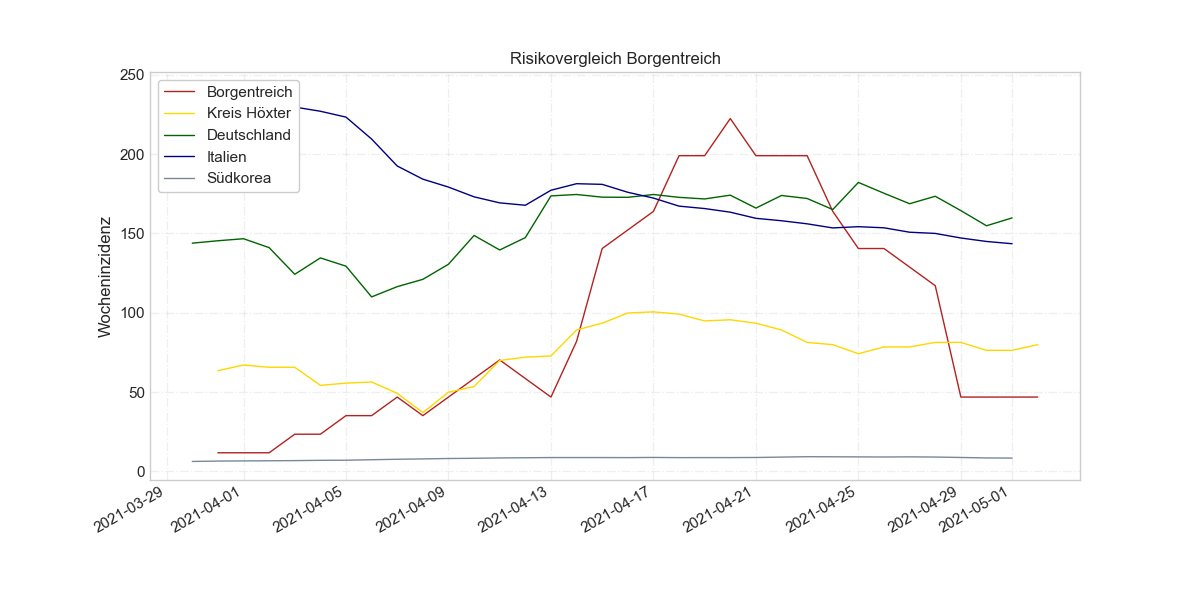 Risikovergleich Borgentreich
Borgentreich
Kreis Höxter
Deutschland
Italien
Südkorea
Wocheninzidenz
250
200
150
100
50
0
2021-03-29
2021-04-01
2021-04-05
2021-04-09
2021-04-13
2021-04-17
2021-04-21
2021-04-25
2021-04-29
2021-05-01